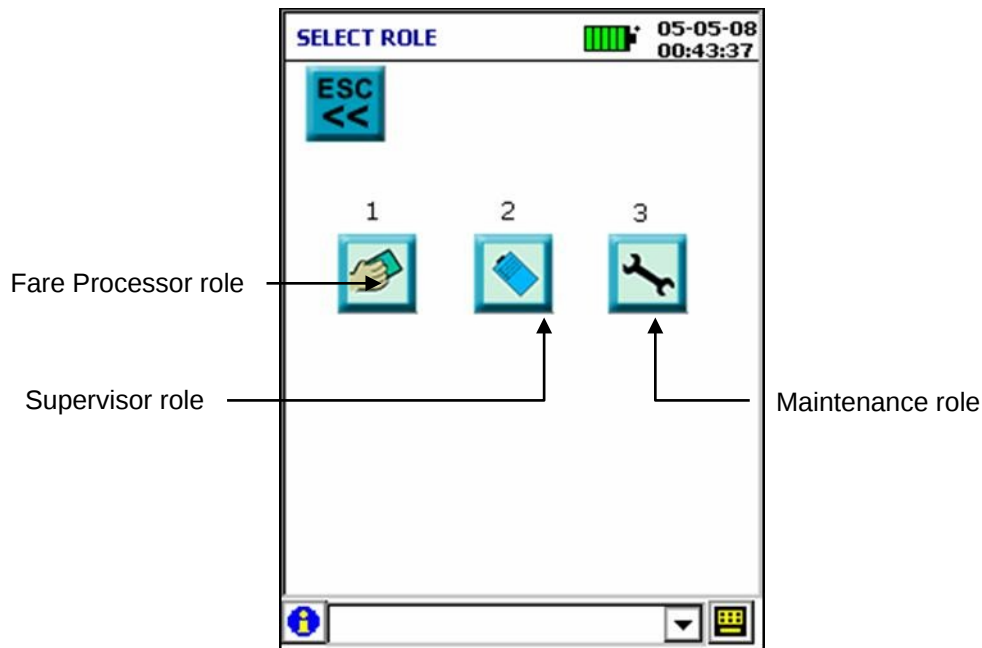 SELECT ROLE
05-05-08
00:43:37
ESC
<<
1 2 3
Fare Processor role
Supervisor role
Maintenance role